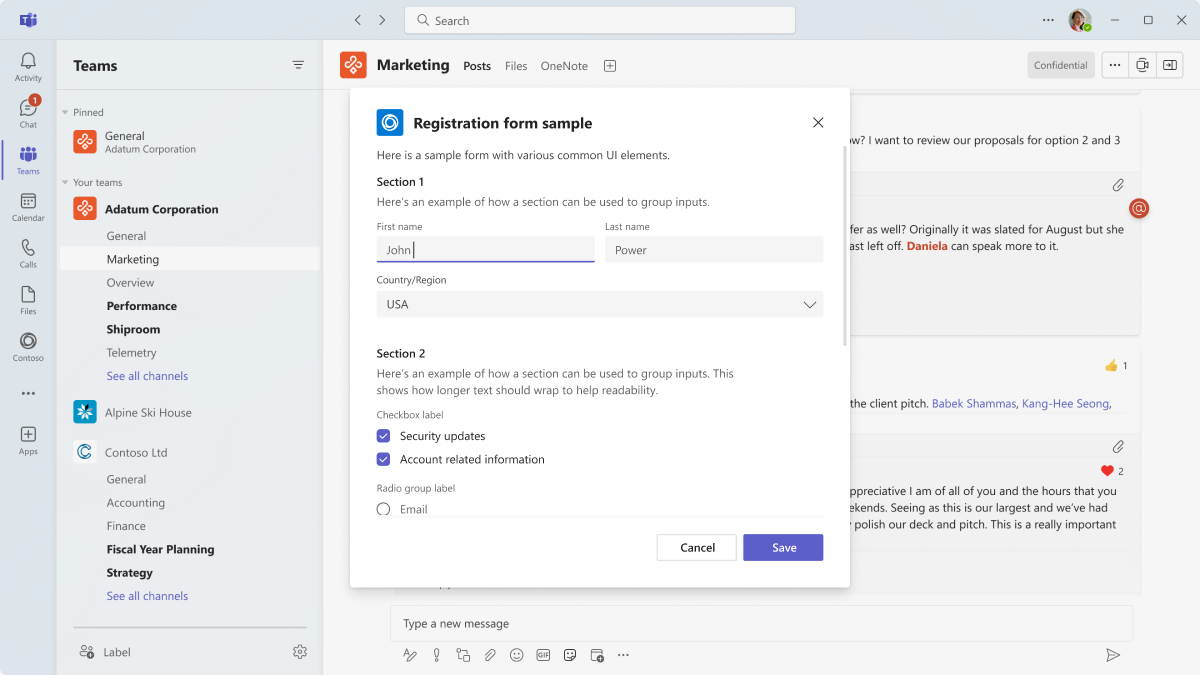 Search
Activity
Chat
1
Teams
Calendar
Calls
Files
Contoso
Apps
Teams
Pinned
General
Adatum Corporation
Your teams
Adatum Corporation
General
Marketing
Overview
Performance
Shiproom
Telemetry
See all channels
Alpine Ski House
Contoso Ltd
General
Accounting
Finance
Fiscal Year Planning
Strategy
See all channels
Label
Marketing Posts Files OneNote
Confidential
Registration form sample
Here is a sample form with various common UI elements.
Section 1
Here's an example of how a section can be used to group inputs.
First name Last name
John Power
Country/Region
USA
Section 2
Here's an example of how a section can be used to group inputs. This
shows how longer text should wrap to help readability.
Checkbox label
Security updates
Account related information
Radio group label
Email
Cancel Save
? I want to review our proposals for option 2 and 3
@
as well? Originally it was slated for August but she
left off. Daniela can speak more to it.
1
the client pitch. Babek Shammas, Kang-Hee Seong,
2
I am of all of you and the hours that you
Seeing as this is our largest and we've had
polish our deck and pitch. This is a really important
Type a new message
GIF